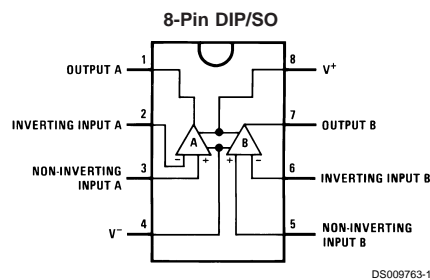 8-Pin DIP/SO
1
OUTPUT A
8
V+
2
INVERTING INPUT A
7
OUTPUT B
A
B
- +
+ -
3
NON-INVERTING
INPUT A
6
INVERTING INPUT B
4
V-
5
NON-INVERTING
INPUT B
DS009763-1